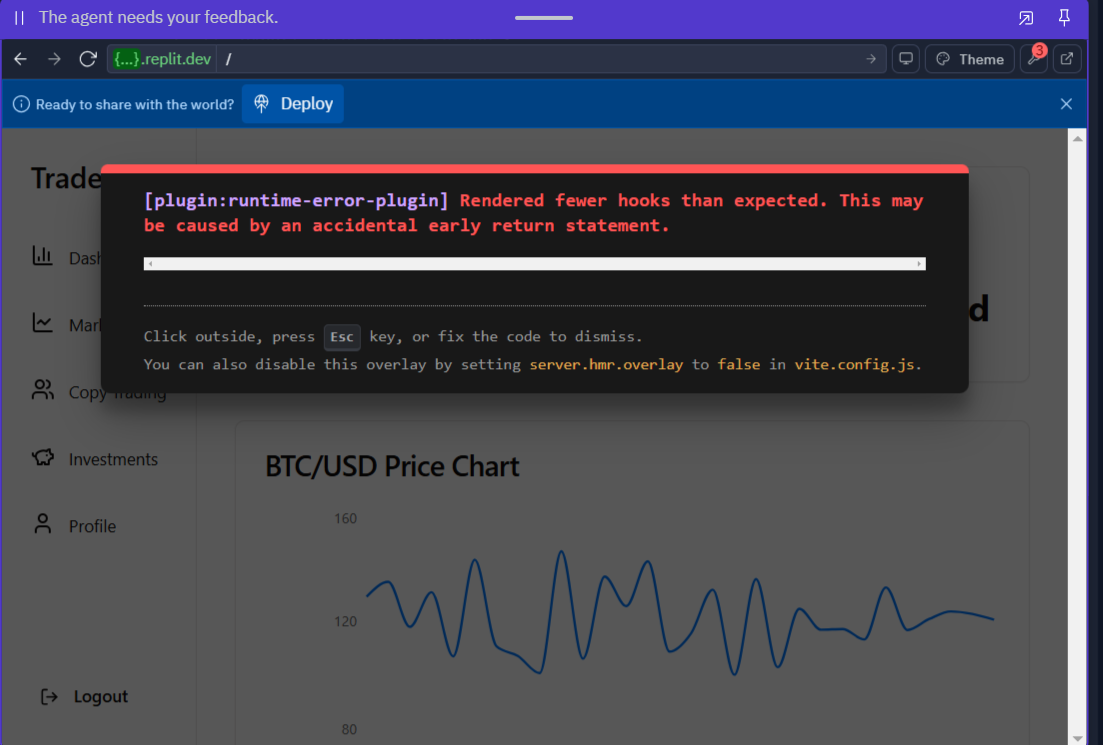 The agent needs your feedback.
{...}.replit.dev /
Theme
3
Ready to share with the world?
Deploy
Trade
[plugin:runtime-error-plugin] Rendered fewer hooks than expected. This may
be caused by an accidental early return statement.
Click outside, press Esc key, or fix the code to dismiss.
You can also disable this overlay by setting server.hmr.overlay to false in vite.config.js.
Dash
Mark
d
Copy Trading
Investments
Profile
Logout
BTC/USD Price Chart
160
120
80